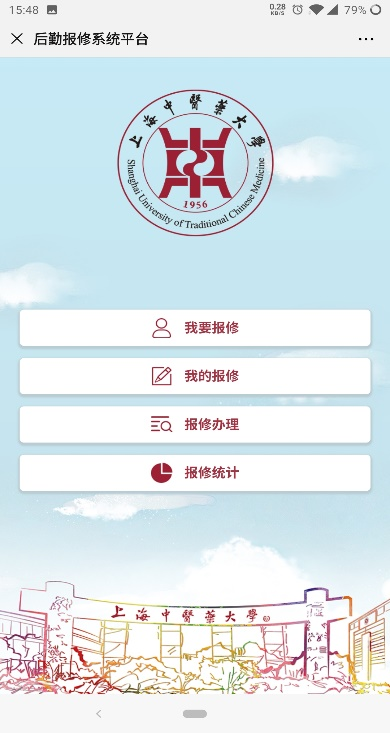 15:48
0.28
KB/S
79%
后勤报修系统平台
上海中醫藥大學
Shanghai University of Traditional Chinese Medicine
1956
我要报修
我的报修
报修办理
报修统计
上海中醫藥大學